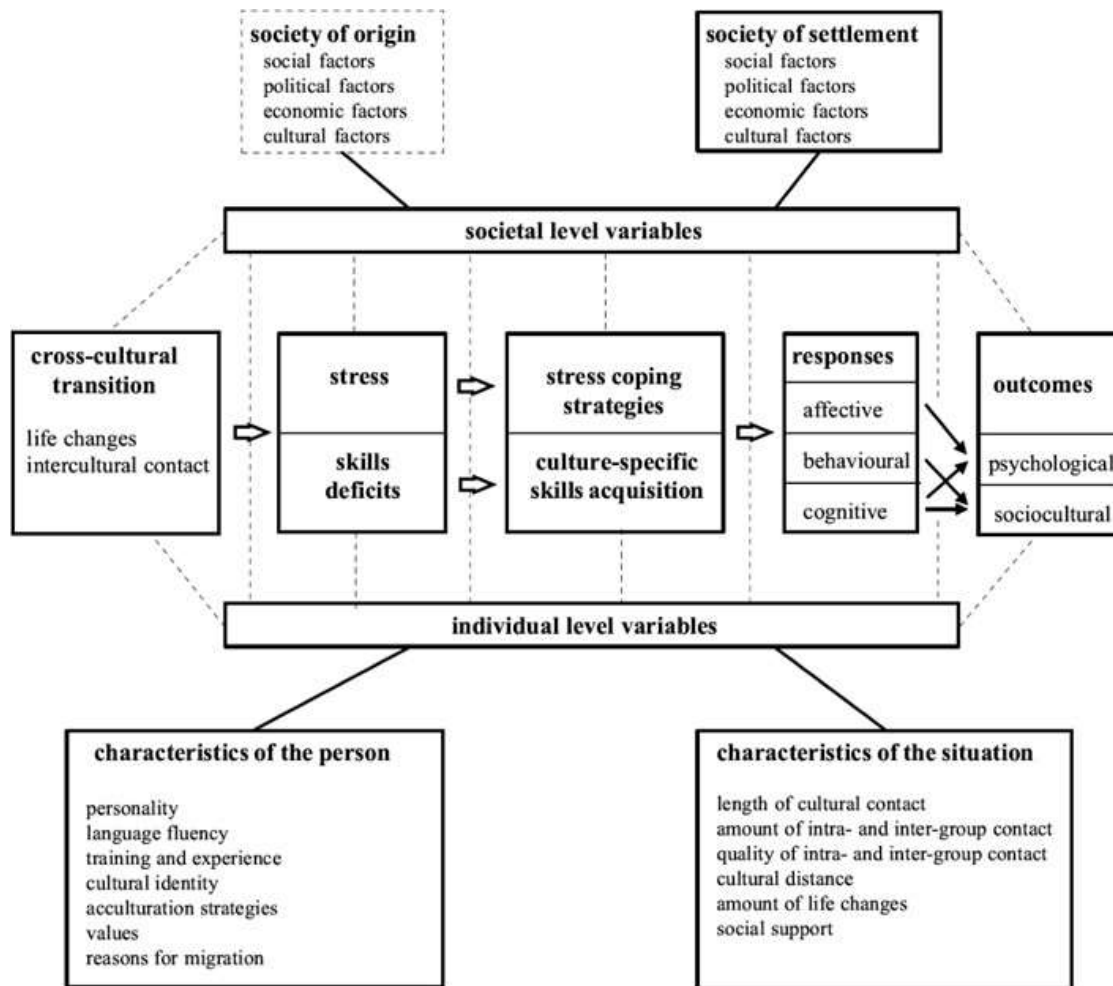 society of origin
social factors
political factors
economic factors
cultural factors
society of settlement
social factors
political factors
economic factors
cultural factors
societal level variables
cross-cultural
transition
life changes
intercultural contact
stress
skills
deficits
stress coping
strategies
culture-specific
skills acquisition
responses
affective
behavioural
cognitive
outcomes
psychological
sociocultural
individual level variables
characteristics of the person
personality
language fluency
training and experience
cultural identity
acculturation strategies
values
reasons for migration
characteristics of the situation
length of cultural contact
amount of intra- and inter-group contact
quality of intra- and inter-group contact
cultural distance
amount of life changes
social support